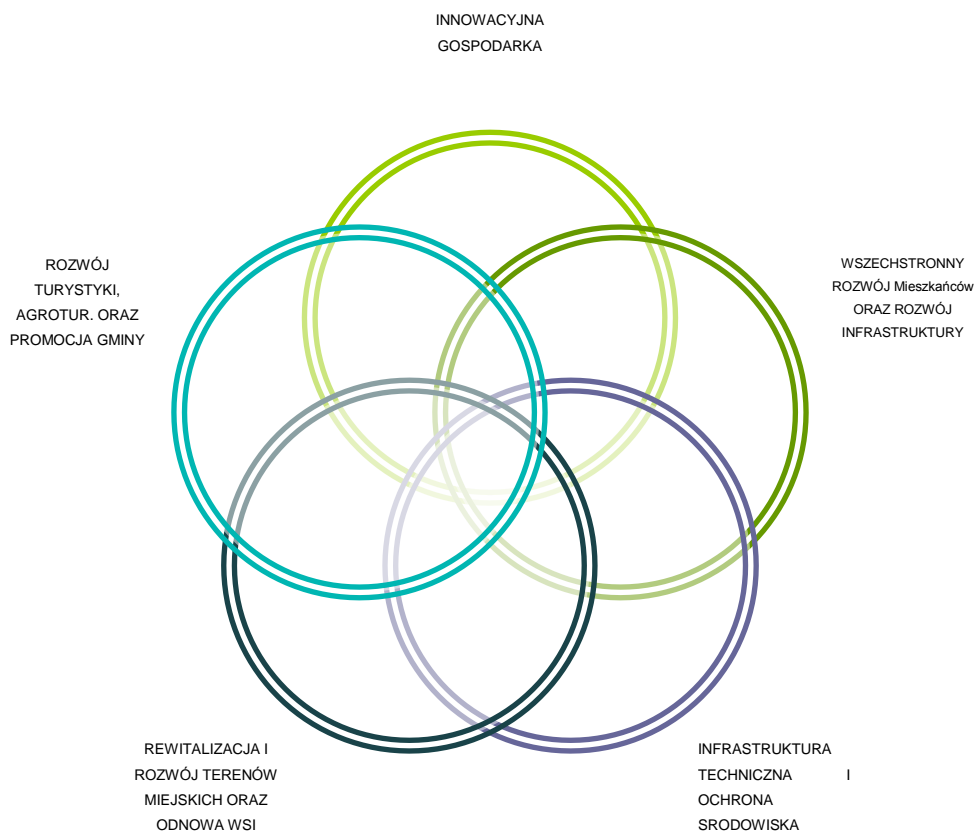 INNOWACYJNA
GOSPODARKA
ROZWÓJ
TURYSTYKI,
AGROTUR. ORAZ
PROMOCJA GMINY
WSZECHSTRONNY
ROZWÓJ Mieszkańców
ORAZ ROZWÓJ
INFRASTRUKTURY
REWITALIZACJA I
ROZWÓJ TERENÓW
MIEJSKICH ORAZ
ODNOWA WSI
INFRASTRUKTURA
TECHNICZNA I
OCHRONA
SRODOWISKA